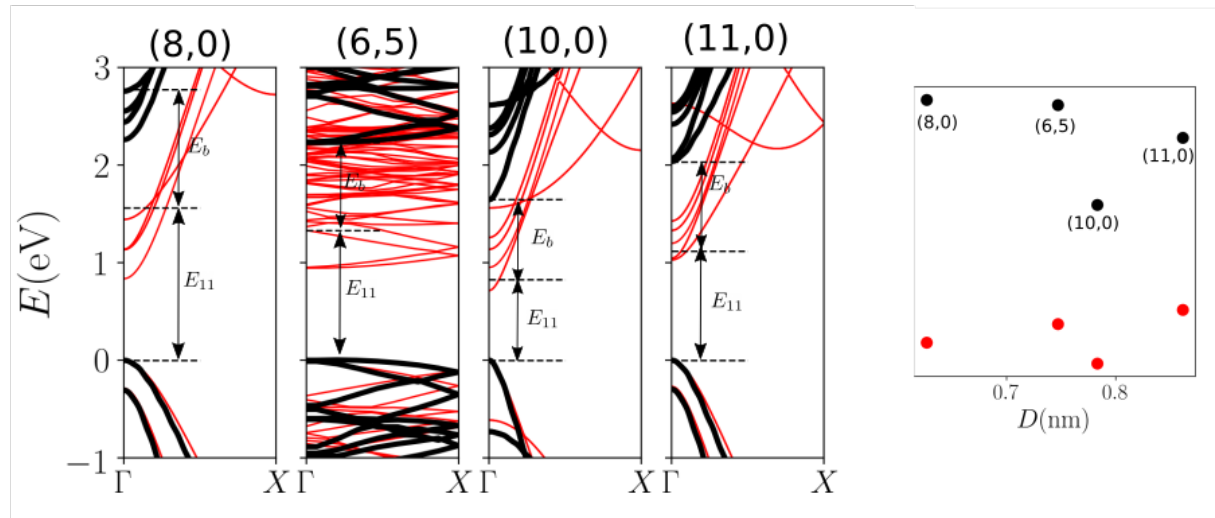 (8,0) (6,5) (10,0) (11,0)
E(eV)
3
2
1
0
−1
E_b
E_11
Γ X
E_b
E_11
Γ X
E_b
E_11
Γ X
E_b
E_11
Γ X
(8,0)
(6,5)
(11,0)
(10,0)
0.7 0.8
D(nm)